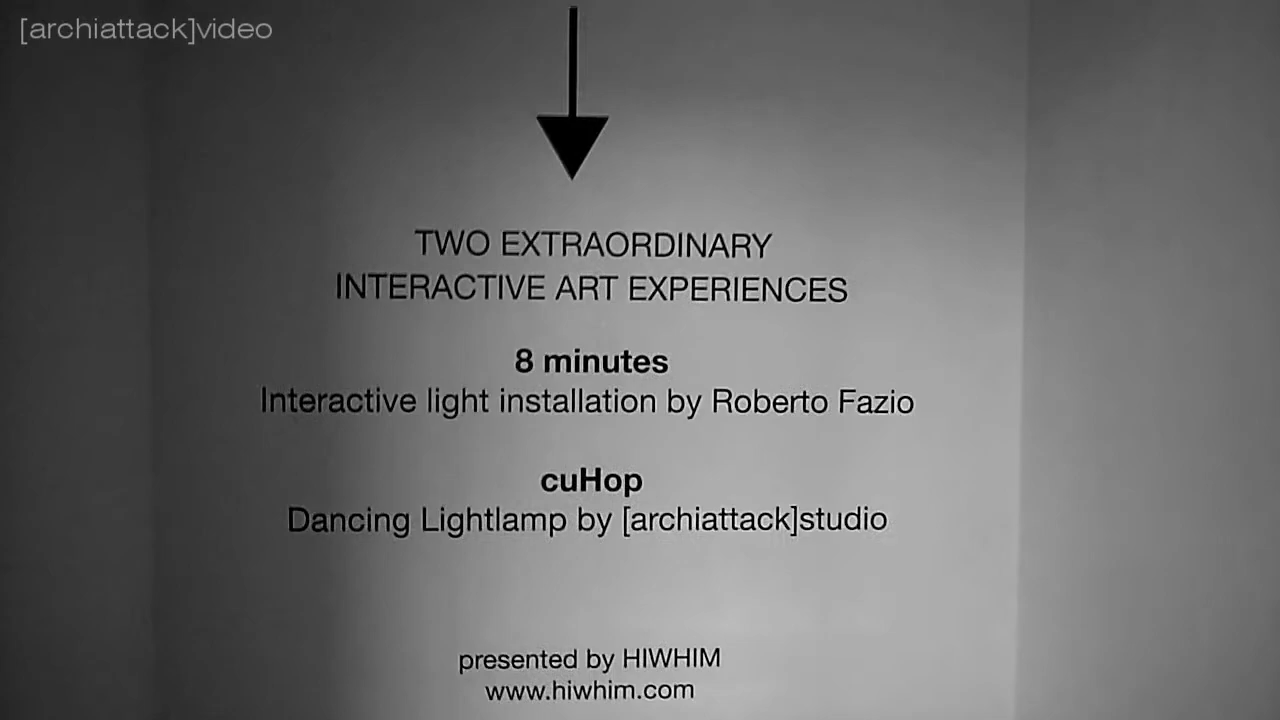 [archiattack]video
TWO EXTRAORDINARY
INTERACTIVE ART EXPERIENCES
8 minutes
Interactive light installation by Roberto Fazio
cuHop
Dancing Lightlamp by [archiattack]studio
presented by HIWHIM
www.hiwhim.com